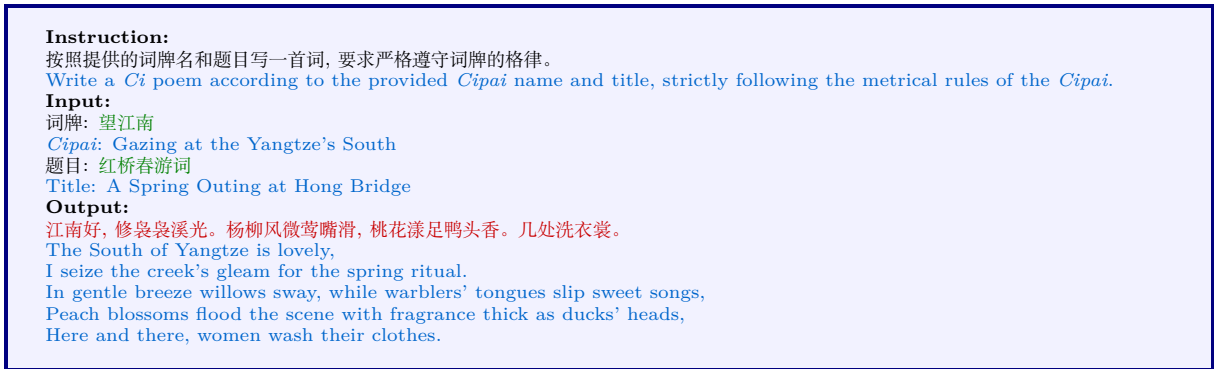 Instruction:
按照提供的词牌名和题目写一首词, 要求严格遵守词牌的格律。
Write a Ci poem according to the provided Cipai name and title, strictly following the metrical rules of the Cipai.
Input:
词牌: 望江南
Cipai: Gazing at the Yangtze's South
题目: 红桥春游词
Title: A Spring Outing at Hong Bridge
Output:
江南好, 修袅袅溪光。杨柳风微莺嘴滑, 桃花漾足鸭头香。几处洗衣裳。
The South of Yangtze is lovely,
I seize the creek's gleam for the spring ritual.
In gentle breeze willows sway, while warblers' tongues slip sweet songs,
Peach blossoms flood the scene with fragrance thick as ducks' heads,
Here and there, women wash their clothes.